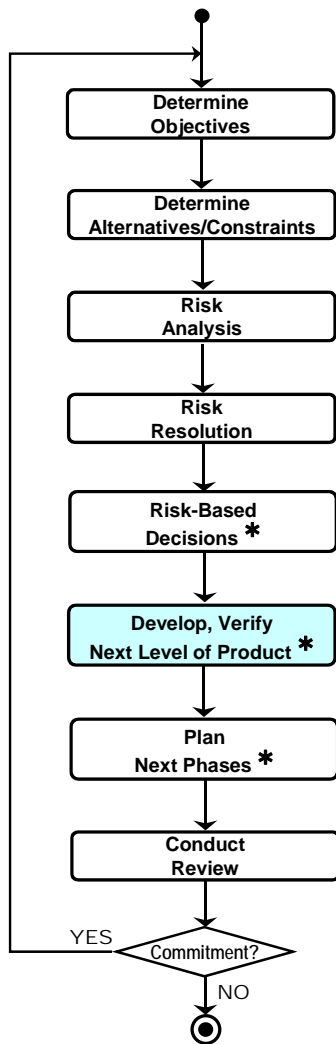 Determine
Objectives
Determine
Alternatives/Constraints
Risk
Analysis
Risk
Resolution
Risk-Based
Decisions *
Develop, Verify
Next Level of Product *
Plan
Next Phases *
Conduct
Review
YES
Commitment?
NO